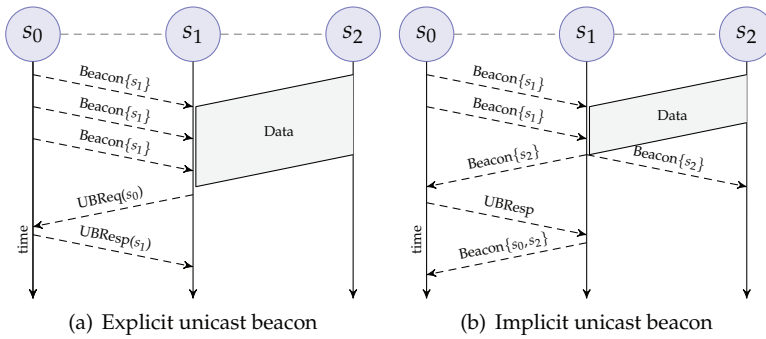 s₀ s₁ s₂
Beacon{s₁}
Beacon{s₁}
Beacon{s₁}
Data
UBReq(s₀)
UBResp(s₁)
time
(a) Explicit unicast beacon
s₀ s₁ s₂
Beacon{s₁}
Beacon{s₁}
Data
Beacon{s₂}
Beacon{s₂}
UBResp
Beacon{s₀,s₂}
time
(b) Implicit unicast beacon